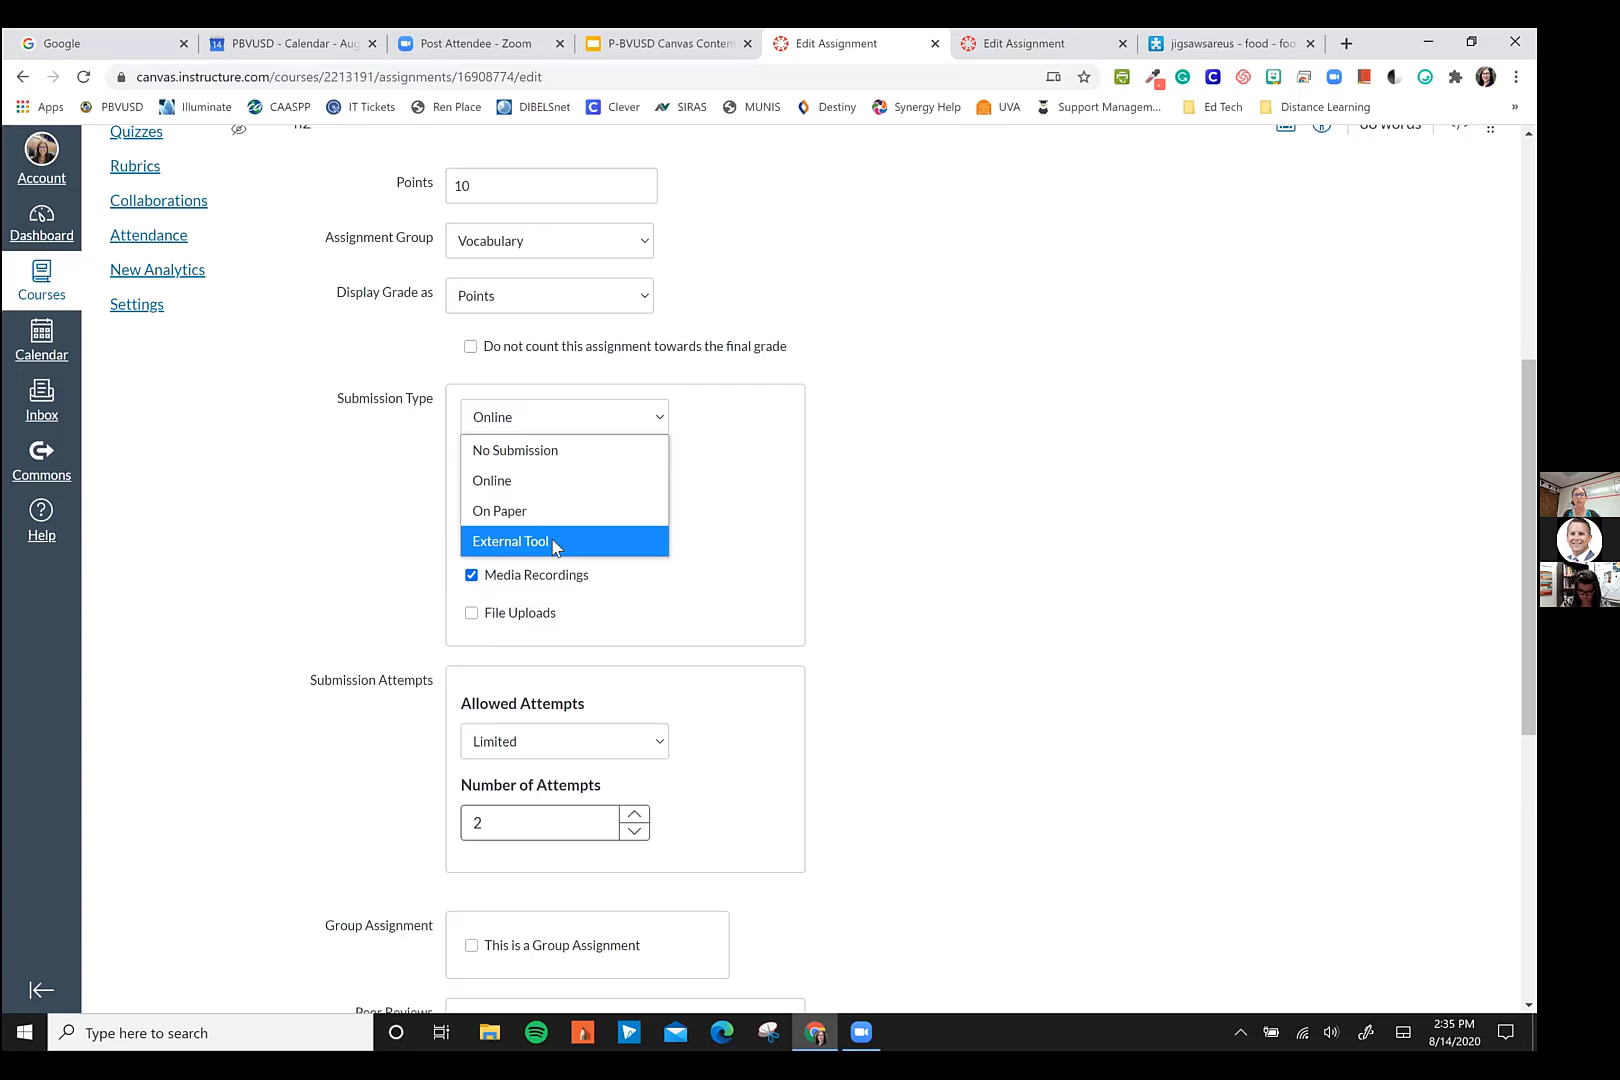 Google
PBVUSD - Calendar - Aug
Post Attendee - Zoom
P-BVUSD Canvas Conten
Edit Assignment
Edit Assignment
jigsawsareus - food - foo
canvas.instructure.com/courses/2213191/assignments/16908774/edit
Apps
PBVUSD
Illuminate
CAASPP
IT Tickets
Ren Place
DIBELSnet
Clever
SIRAS
MUNIS
Destiny
Synergy Help
UVA
Support Managem...
Ed Tech
Distance Learning
»
Account
Dashboard
Courses
Calendar
Inbox
Commons
Help
Quizzes
Rubrics
Collaborations
Attendance
New Analytics
Settings
Points
10
Assignment Group
Vocabulary
Display Grade as
Points
Do not count this assignment towards the final grade
Submission Type
Online
No Submission
Online
On Paper
External Tool
Media Recordings
File Uploads
Submission Attempts
Allowed Attempts
Limited
Number of Attempts
2
Group Assignment
This is a Group Assignment
Peer Reviews
Type here to search
2:35 PM
8/14/2020